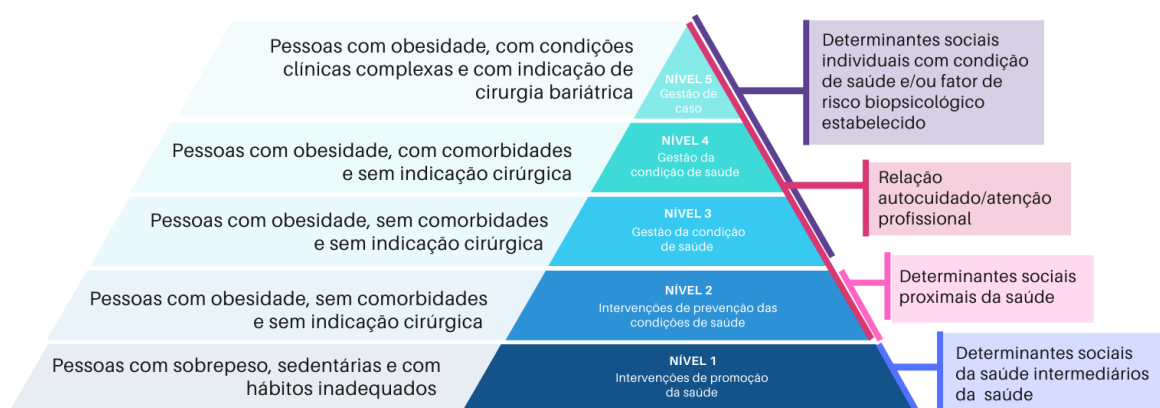 Pessoas com obesidade, com condições
clínicas complexas e com indicação de
cirurgia bariátrica
NÍVEL 5
Gestão de
caso
Determinantes sociais
individuais com condição
de saúde e/ou fator de
risco biopsicológico
estabelecido
Pessoas com obesidade, com comorbidades
e sem indicação cirúrgica
NÍVEL 4
Gestão da
condição de saúde
Relação
autocuidado/atenção
profissional
Pessoas com obesidade, sem comorbidades
e sem indicação cirúrgica
NÍVEL 3
Gestão da condição
de saúde
Pessoas com obesidade, sem comorbidades
e sem indicação cirúrgica
NÍVEL 2
Intervenções de prevenção das
condições de saúde
Determinantes sociais
proximais da saúde
Pessoas com sobrepeso, sedentárias e com
hábitos inadequados
NÍVEL 1
Intervenções de promoção
da saúde
Determinantes sociais
da saúde intermediários
da saúde